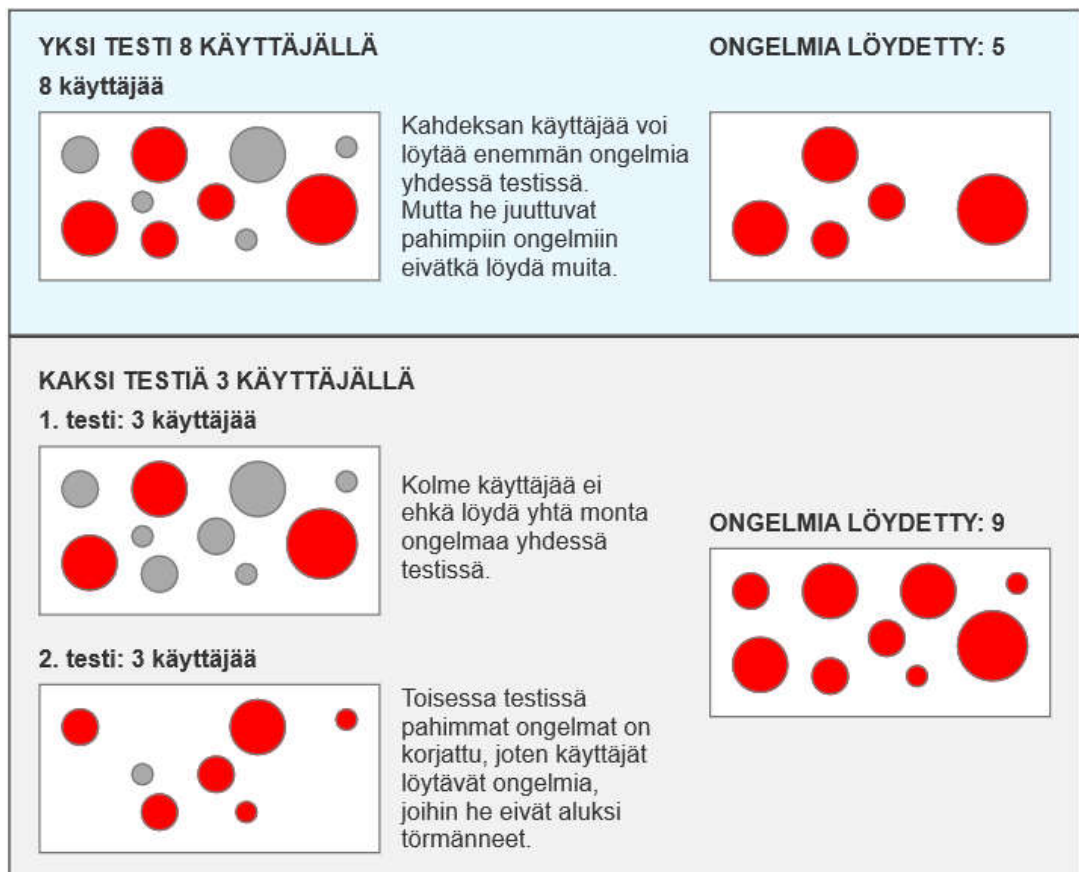 YKSI TESTI 8 KÄYTTÄJÄLLÄ
8 käyttäjää
Kahdeksan käyttäjää voi
löytää enemmän ongelmia
yhdessä testissä.
Mutta he juuttuvat
pahimpiin ongelmiin
eivätkä löydä muita.
ONGELMIA LÖYDETTY: 5
KAKSI TESTIÄ 3 KÄYTTÄJÄLLÄ
1. testi: 3 käyttäjää
Kolme käyttäjää ei
ehkä löydä yhtä monta
ongelmaa yhdessä
testissä.
2. testi: 3 käyttäjää
Toisessa testissä
pahimmat ongelmat on
korjattu, joten käyttäjät
löytävät ongelmia,
joihin he eivät aluksi
törmänneet.
ONGELMIA LÖYDETTY: 9